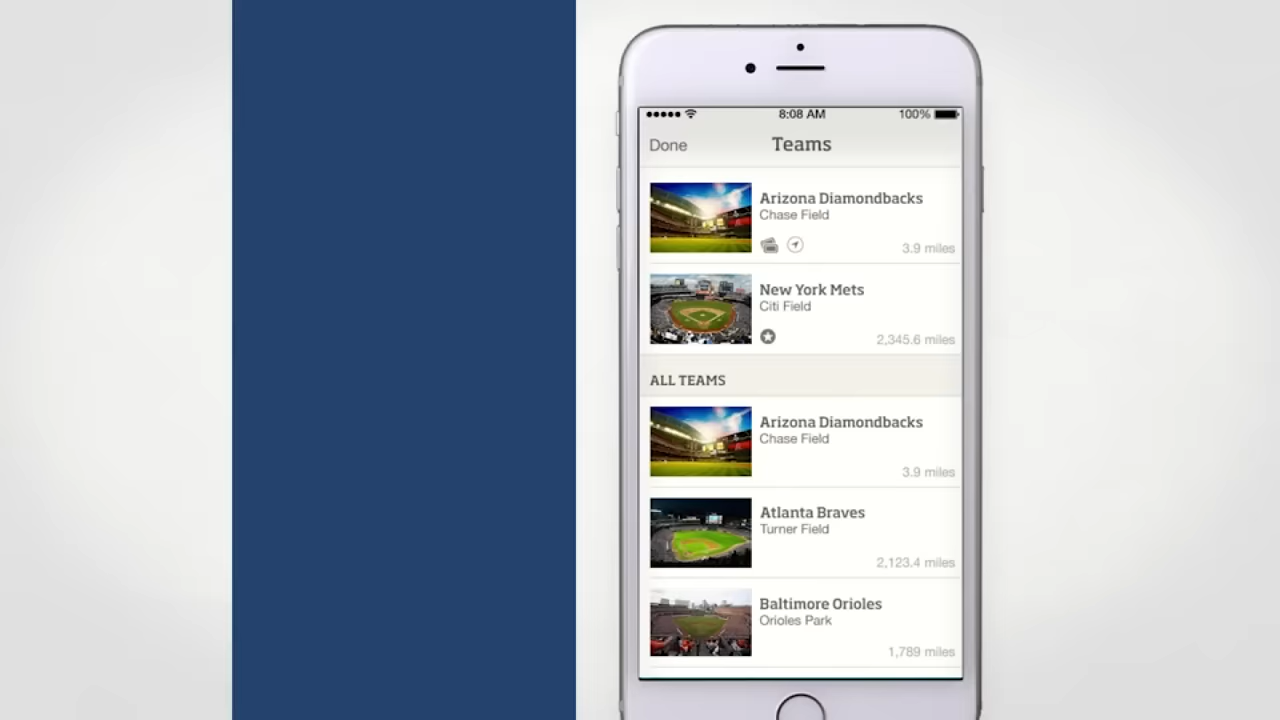 8:08 AM 100%
Done Teams
Arizona Diamondbacks
Chase Field
3.9 miles
New York Mets
Citi Field
2,345.6 miles
ALL TEAMS
Arizona Diamondbacks
Chase Field
3.9 miles
Atlanta Braves
Turner Field
2,123.4 miles
Baltimore Orioles
Orioles Park
1,789 miles